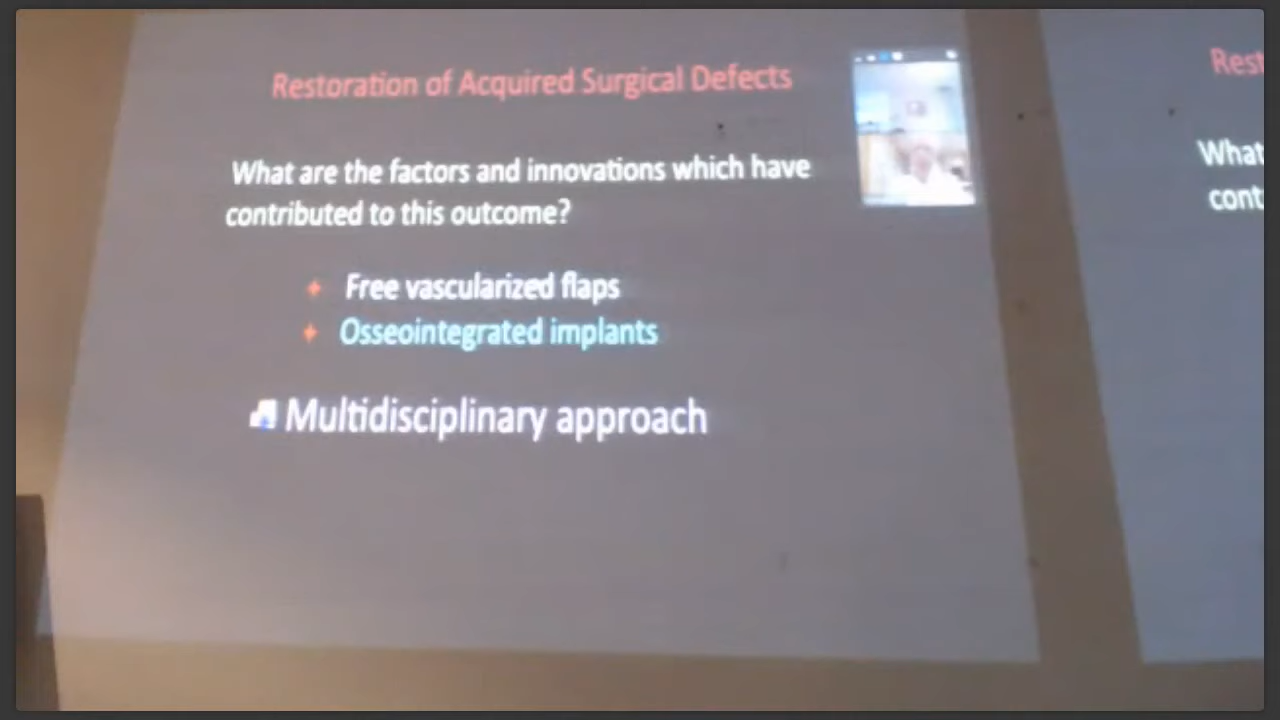 Restoration of Acquired Surgical Defects
What are the factors and innovations which have
contributed to this outcome?
Free vascularized flaps
Osseointegrated implants
Multidisciplinary approach
Rest
What
cont